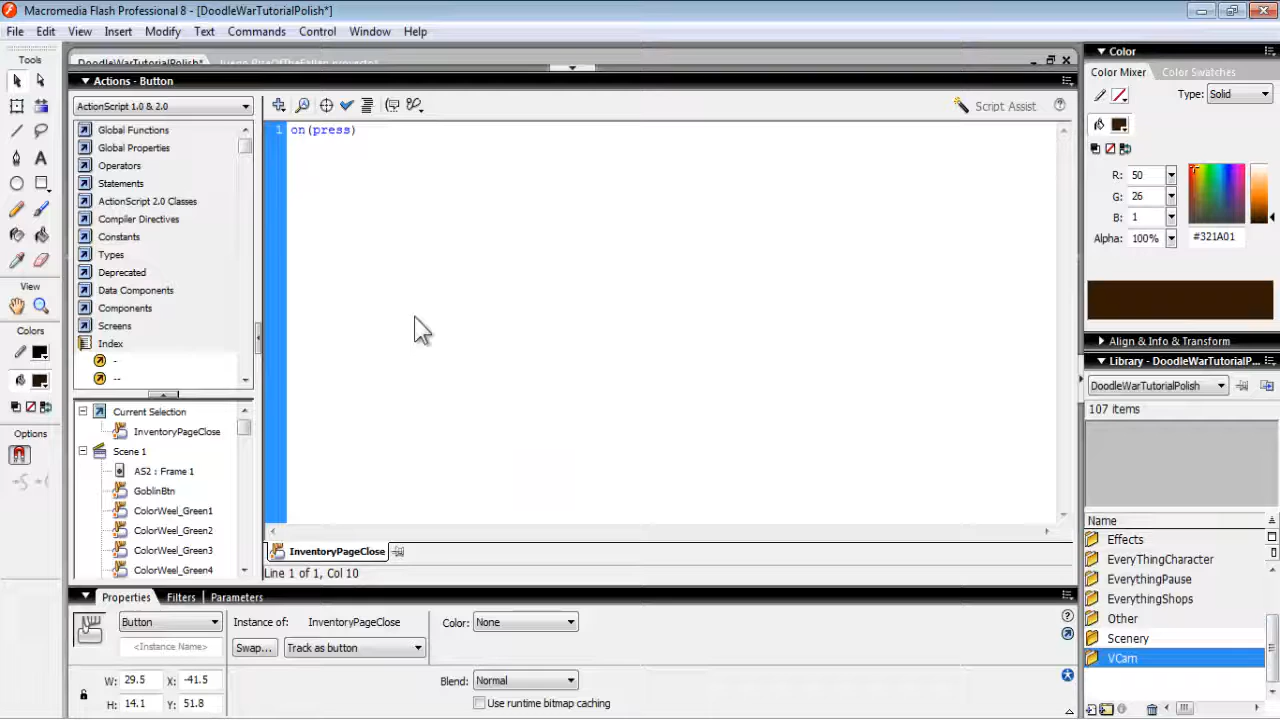 Macromedia Flash Professional 8 - [DoodleWarTutorialPolish*]
File Edit View Insert Modify Text Commands Control Window Help
Tools
DoodleWarTutorialPolish*
Actions - Button
ActionScript 1.0 & 2.0
Script Assist
Global Functions
Global Properties
Operators
Statements
ActionScript 2.0 Classes
Compiler Directives
Constants
Types
Deprecated
Data Components
Components
Screens
Index
-
--
1 on(press)
Current Selection
InventoryPageClose
Scene 1
AS2 : Frame 1
GoblinBtn
ColorWeel_Green1
ColorWeel_Green2
ColorWeel_Green3
ColorWeel_Green4
InventoryPageClose
Line 1 of 1, Col 10
View
Colors
Options
Properties Filters Parameters
Button
<Instance Name>
Instance of: InventoryPageClose
Swap...
Track as button
Color: None
W: 29.5 X: -41.5
H: 14.1 Y: 51.8
Blend: Normal
Use runtime bitmap caching
Color
Color Mixer Color Swatches
Type: Solid
R: 50
G: 26
B: 1
Alpha: 100% #321A01
Align & Info & Transform
Library - DoodleWarTutorialP...
DoodleWarTutorialPolish
107 items
Name
Effects
EveryThingCharacter
EverythingPause
EverythingShops
Other
Scenery
VCam